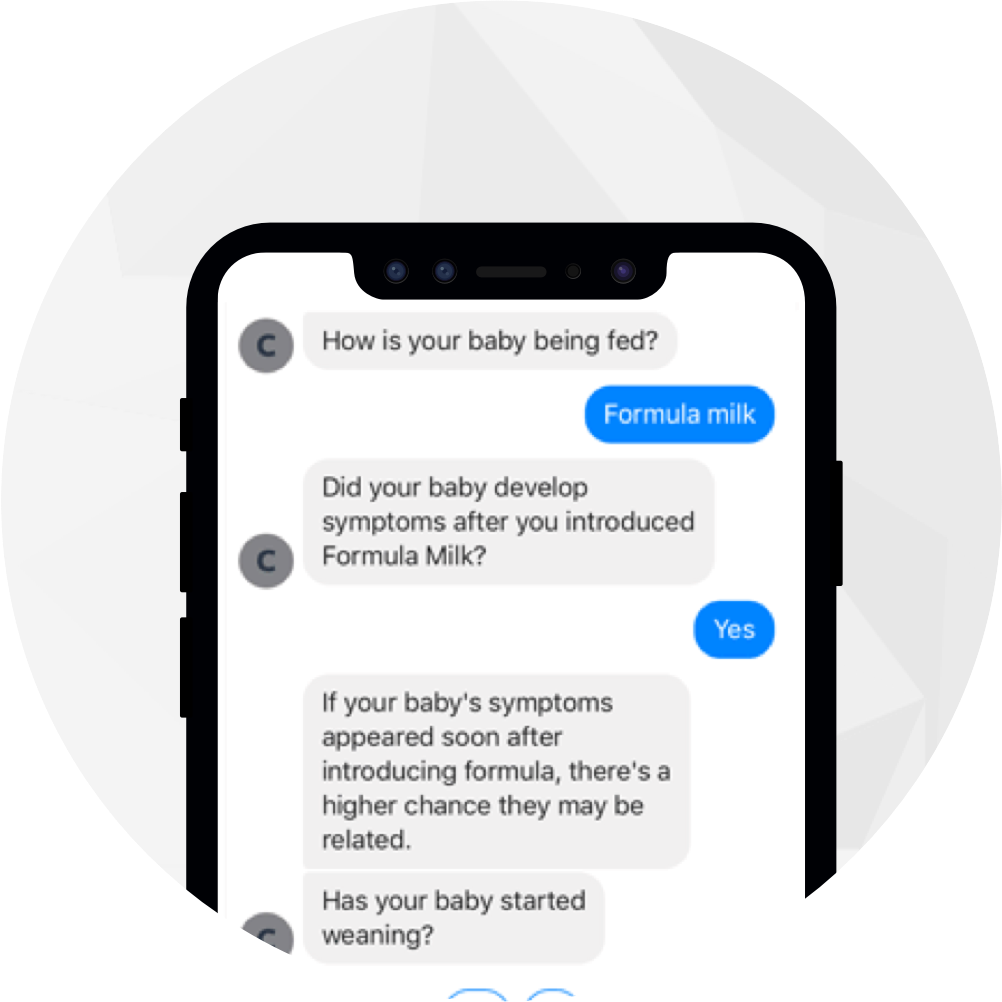 C
How is your baby being fed?
Formula milk
Did your baby develop
symptoms after you introduced
Formula Milk?
C
Yes
If your baby's symptoms
appeared soon after
introducing formula, there's a
higher chance they may be
related.
Has your baby started
weaning?
C